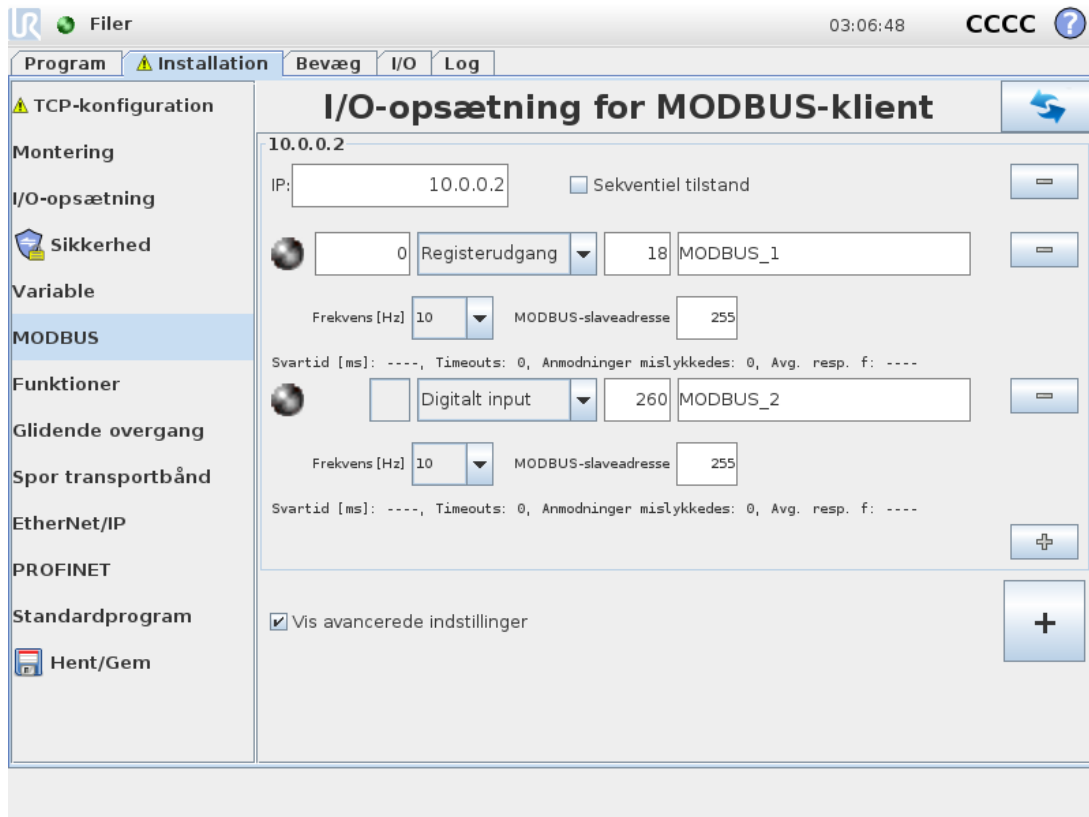 UR Filer 03:06:48 CCCC ?
Program Installation Bevæg I/O Log
TCP-konfiguration
Montering
I/O-opsætning
Sikkerhed
Variable
MODBUS
Funktioner
Glidende overgang
Spor transportbånd
EtherNet/IP
PROFINET
Standardprogram
Hent/Gem
I/O-opsætning for MODBUS-klient
10.0.0.2
IP: 10.0.0.2 Sekventiel tilstand
0 Registerudgang 18 MODBUS_1
Frekvens [Hz] 10 MODBUS-slaveadresse 255
Svartid [ms]: ----, Timeouts: 0, Anmodninger mislykkedes: 0, Avg. resp. f: ----
Digitalt input 260 MODBUS_2
Frekvens [Hz] 10 MODBUS-slaveadresse 255
Svartid [ms]: ----, Timeouts: 0, Anmodninger mislykkedes: 0, Avg. resp. f: ----
Vis avancerede indstillinger